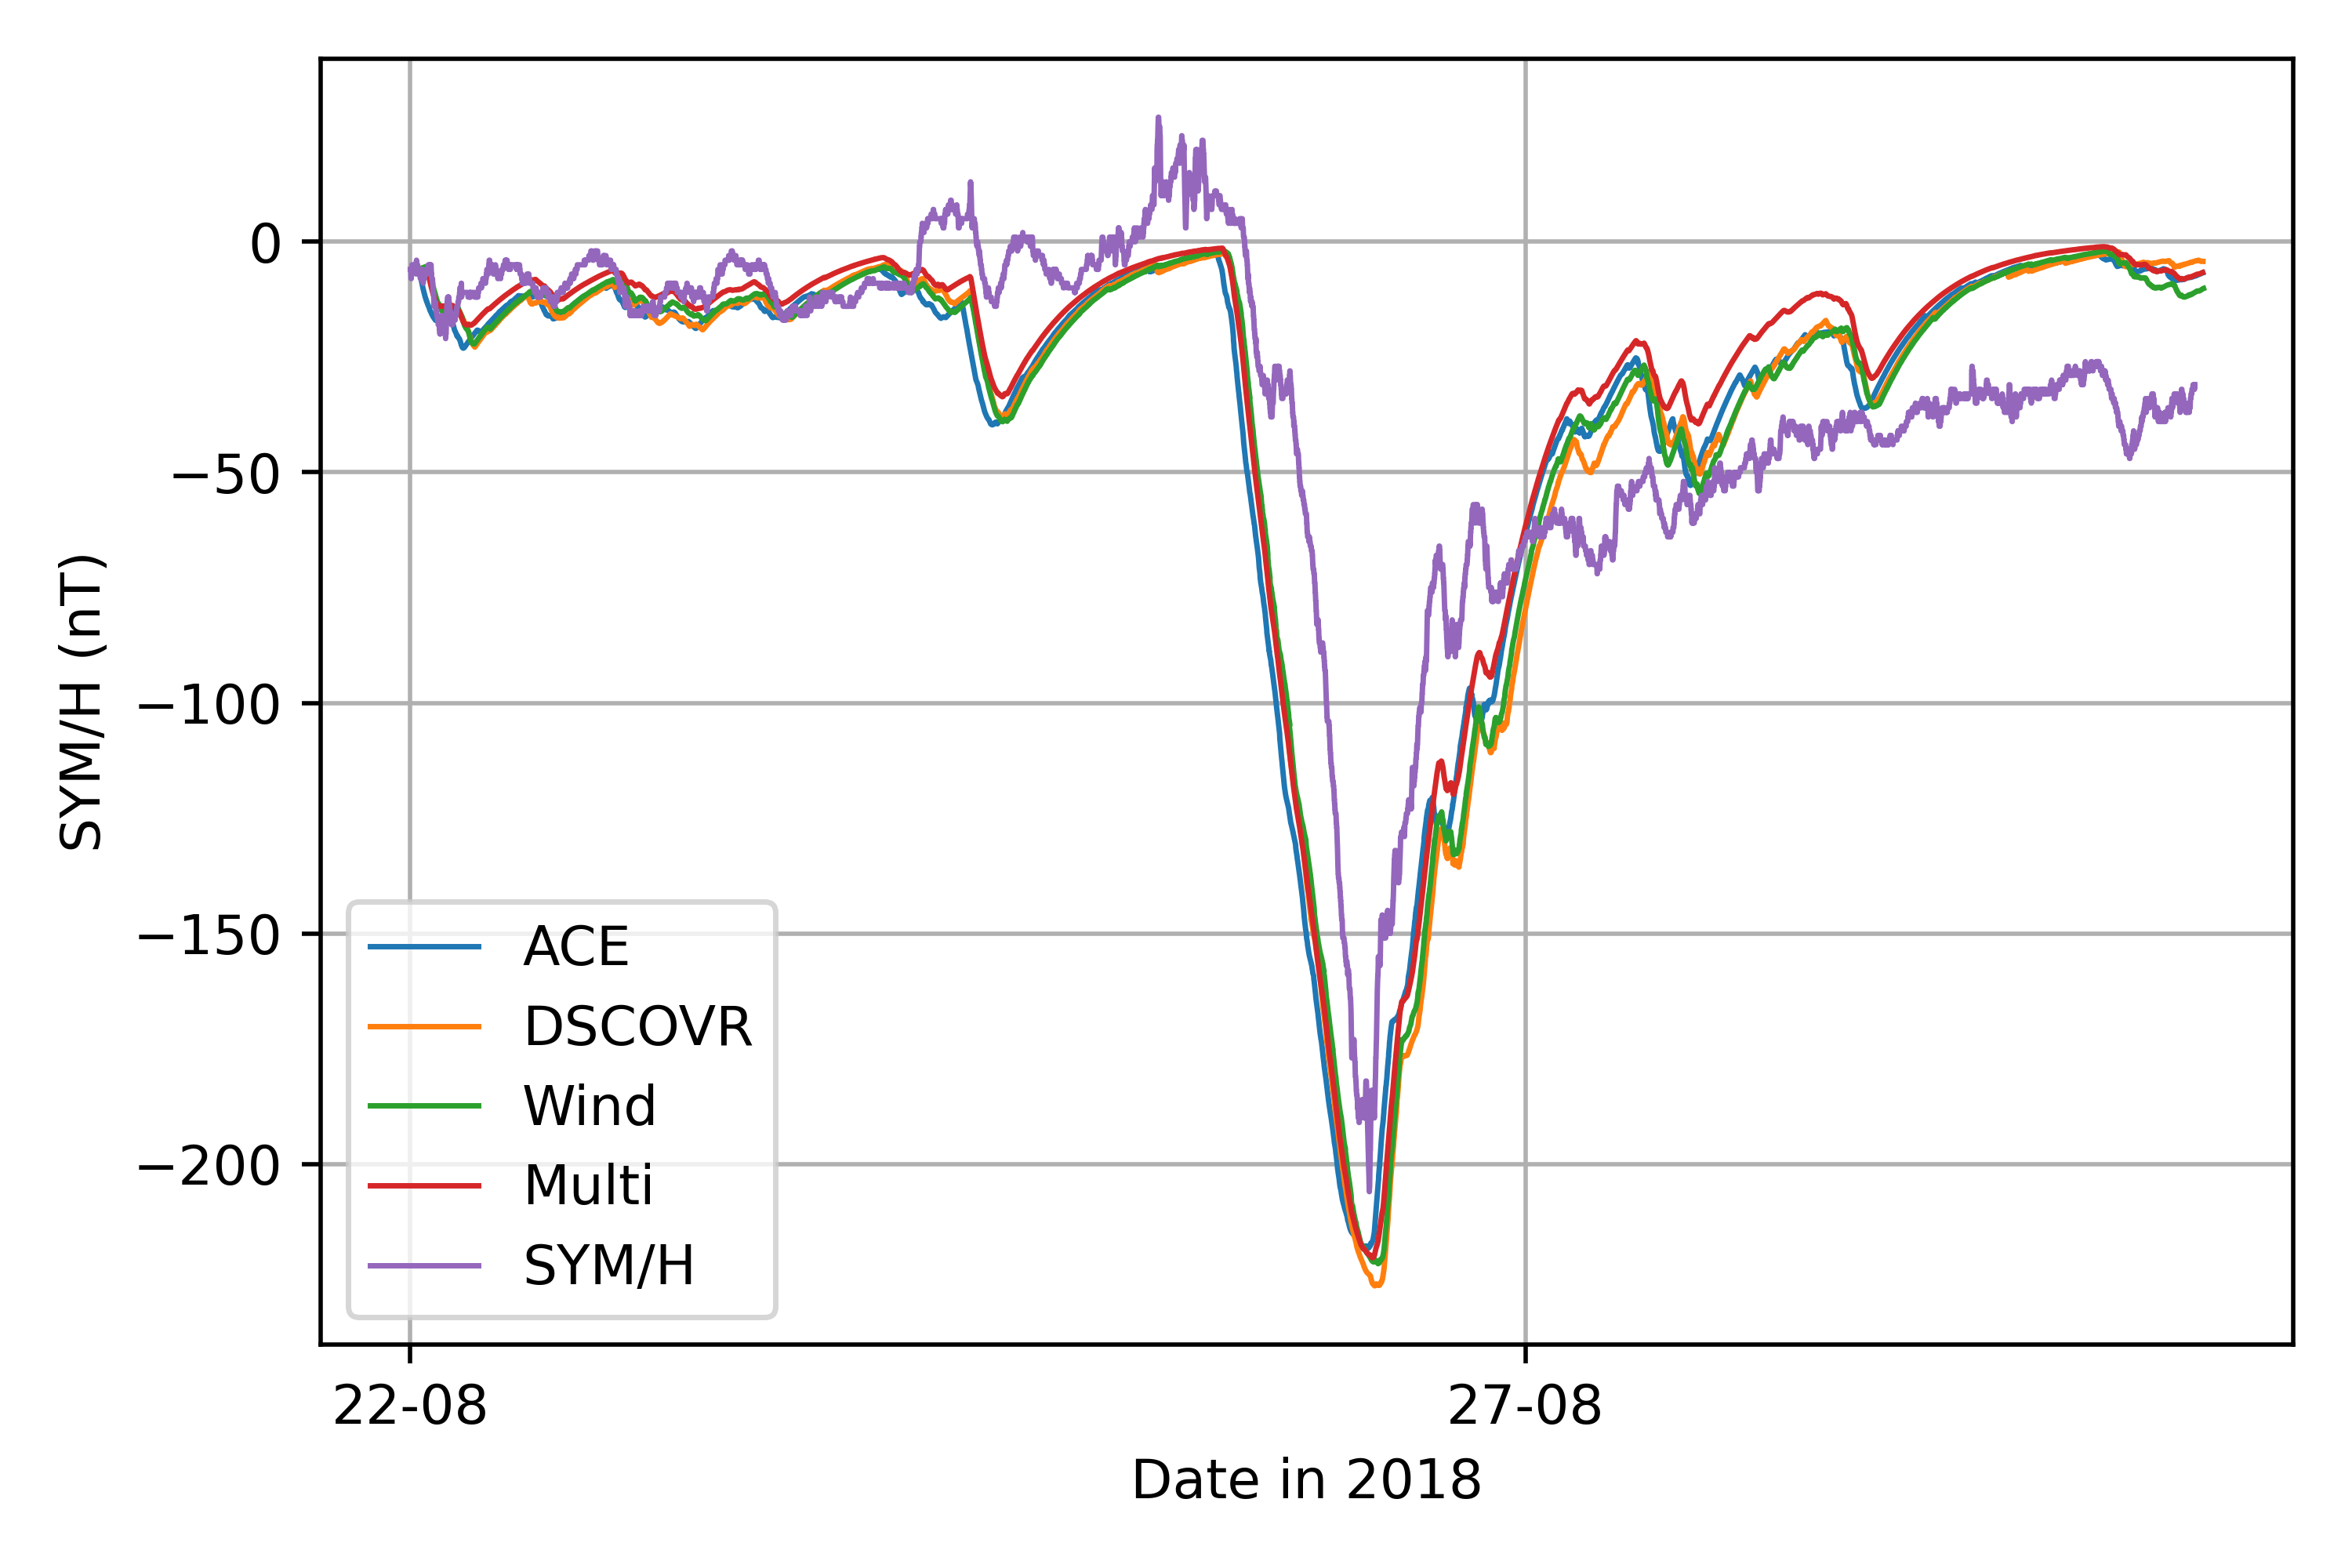 0
−50
−100
−150
−200
SYM/H (nT)
ACE
DSCOVR
Wind
Multi
SYM/H
22-08
27-08
Date in 2018